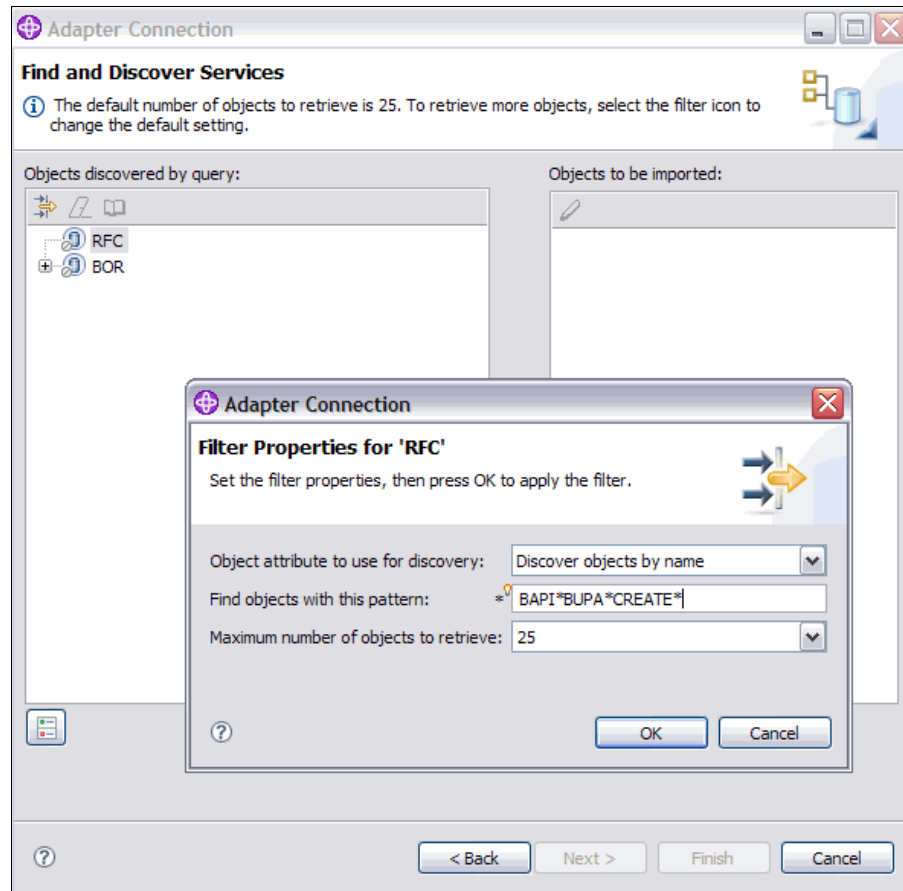 Adapter Connection
Find and Discover Services
The default number of objects to retrieve is 25. To retrieve more objects, select the filter icon to
change the default setting.
Objects discovered by query:
Objects to be imported:
RFC
BOR
Adapter Connection
Filter Properties for 'RFC'
Set the filter properties, then press OK to apply the filter.
Object attribute to use for discovery: Discover objects by name
Find objects with this pattern: * BAPI*BUPA*CREATE*
Maximum number of objects to retrieve: 25
OK Cancel
< Back Next > Finish Cancel